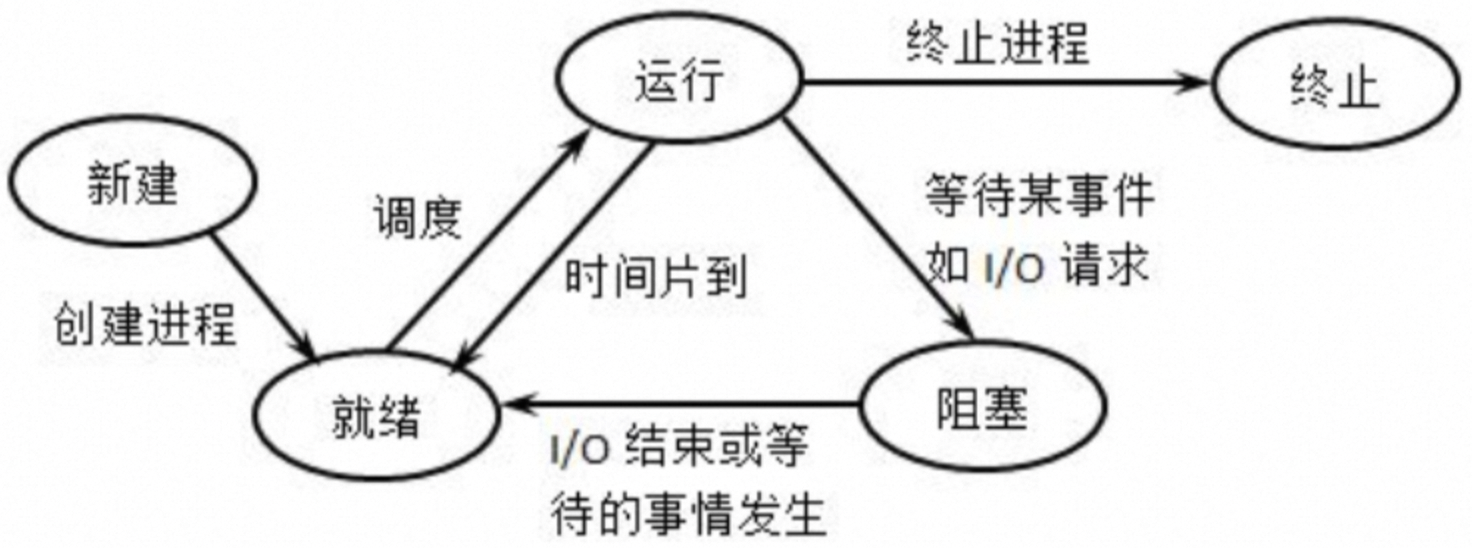 终止进程
运行
终止
新建
等待某事件
如 I/O 请求
调度
时间片到
创建进程
就绪
阻塞
I/O 结束或等
待的事情发生